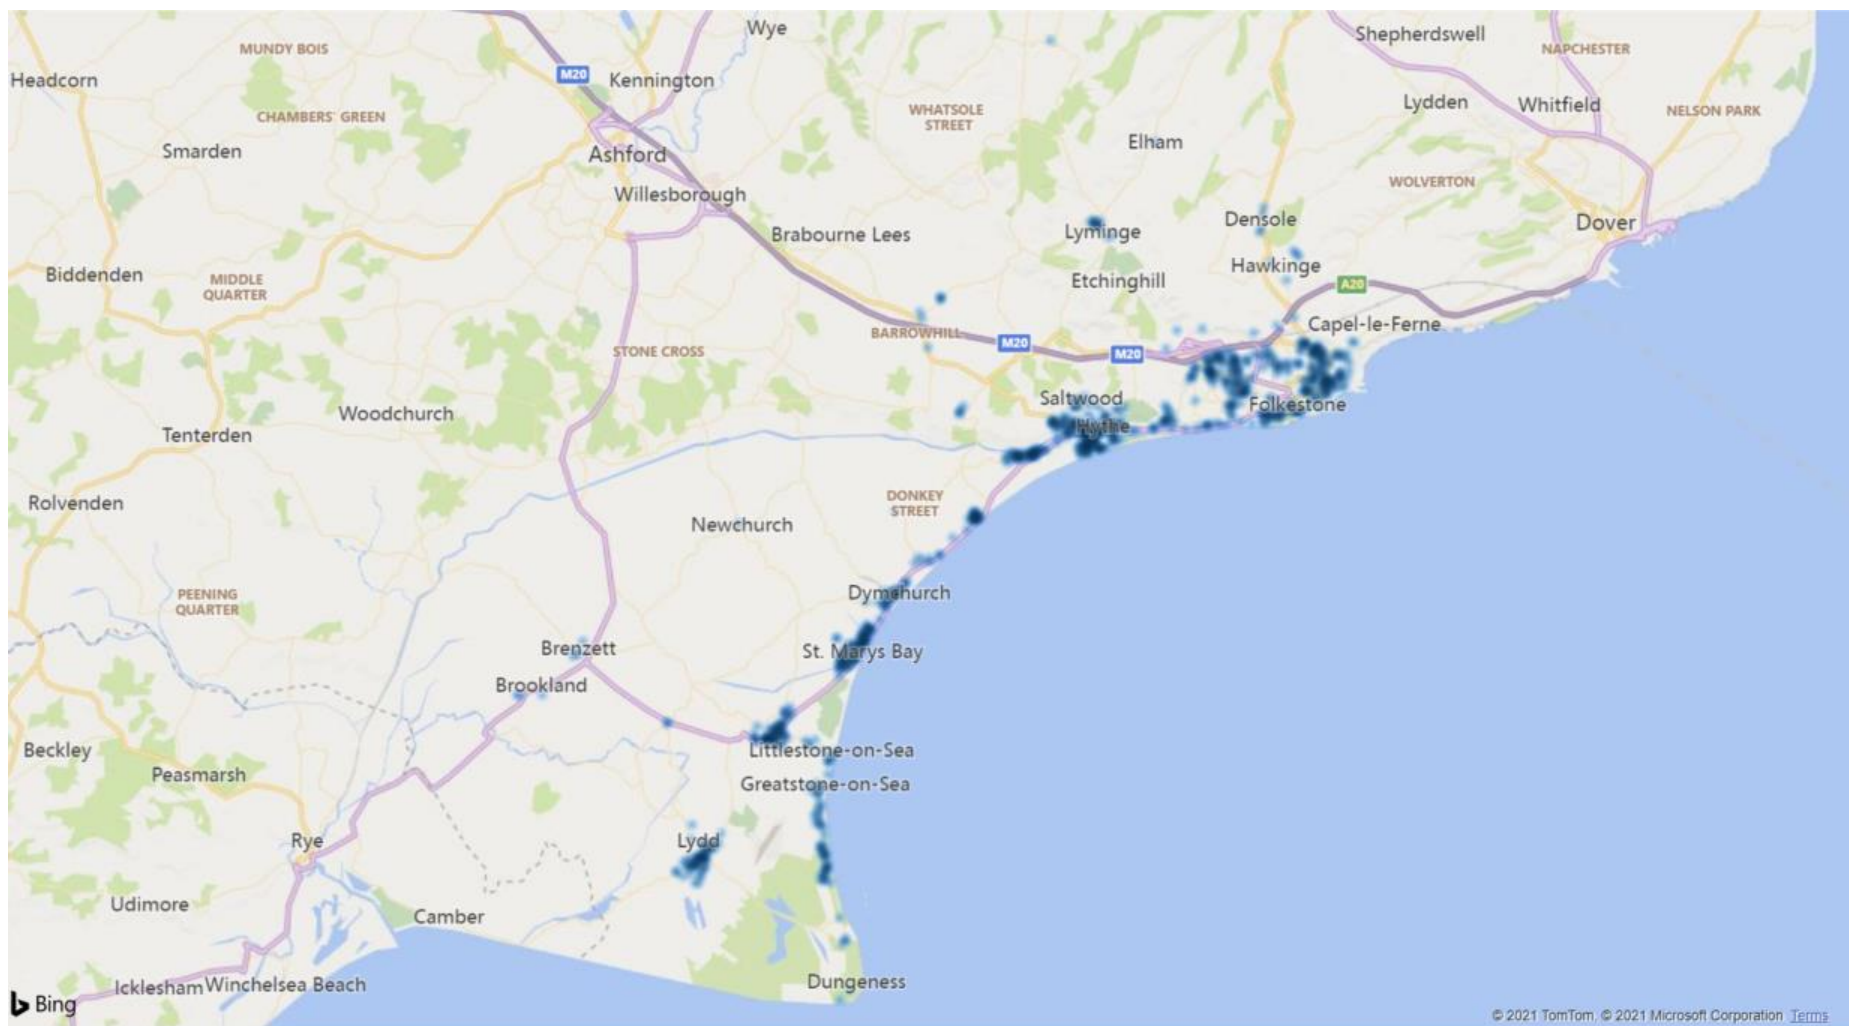 Wye
Shepherdswell
MUNDY BOIS
NAPCHESTER
Headcorn
M20
Kennington
Lydden
Whitfield
CHAMBERS' GREEN
WHATSOLE
STREET
NELSON PARK
Smarden
Ashford
Elham
Willesborough
WOLVERTON
Brabourne Lees
Lyminge
Densole
Dover
Biddenden
MIDDLE
QUARTER
Etchinghill
Hawkinge
A20
Capel-le-Ferne
BARROWHILL
M20
M20
STONE CROSS
Woodchurch
Saltwood
Folkestone
Hythe
Tenterden
Rolvenden
DONKEY
STREET
Newchurch
PEENING
QUARTER
Dymchurch
Brenzett
St. Marys Bay
Brookland
Beckley
Littlestone-on-Sea
Peasmarsh
Greatstone-on-Sea
Rye
Lydd
Udimore
Camber
Icklesham
Winchelsea Beach
Dungeness
Bing
© 2021 TomTom, © 2021 Microsoft Corporation Terms